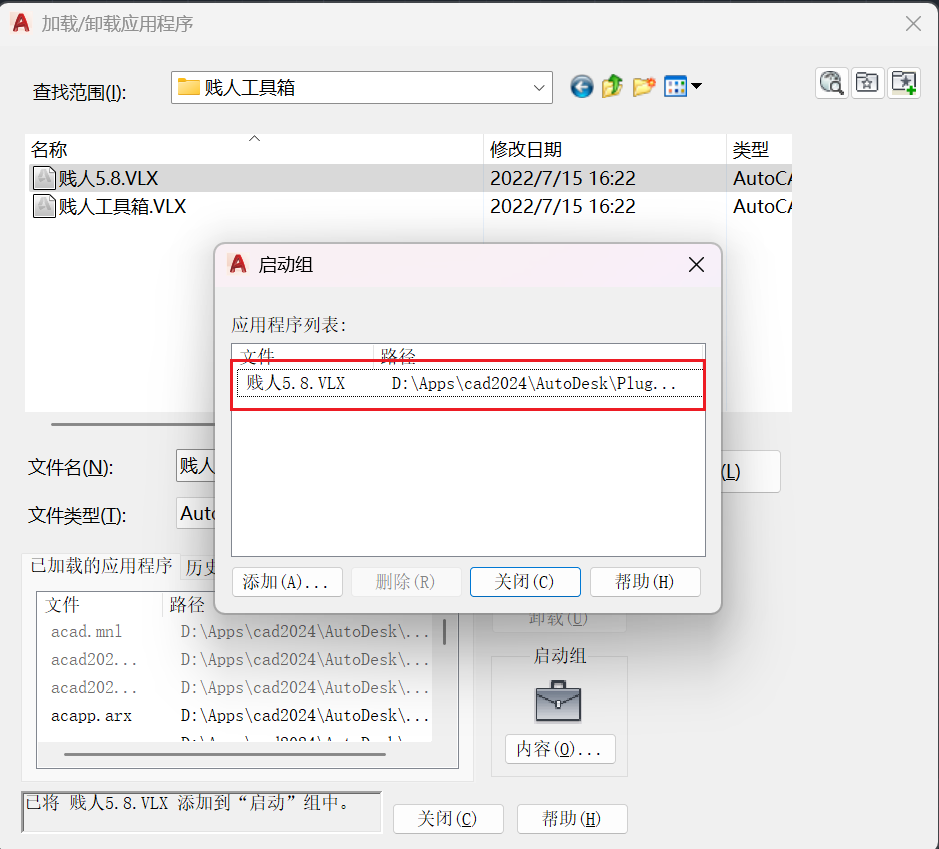 加载/卸载应用程序
查找范围(I):
贱人工具箱
名称 修改日期 类型
贱人5.8.VLX 2022/7/15 16:22 AutoCA
贱人工具箱.VLX 2022/7/15 16:22 AutoCA
启动组
应用程序列表:
文件 路径
贱人5.8.VLX D:\Apps\cad2024\AutoDesk\Plug...
添加(A)... 删除(R) 关闭(C) 帮助(H)
文件名(N): 贱人 (L)
文件类型(T): Auto
已加载的应用程序 历史
文件 路径
acad.mnl D:\Apps\cad2024\AutoDesk\...
acad202... D:\Apps\cad2024\AutoDesk\...
acad202... D:\Apps\cad2024\AutoDesk\...
acapp.arx D:\Apps\cad2024\AutoDesk\...
卸载(U)
启动组
内容(O)...
已将 贱人5.8.VLX 添加到“启动”组中。
关闭(C) 帮助(H)